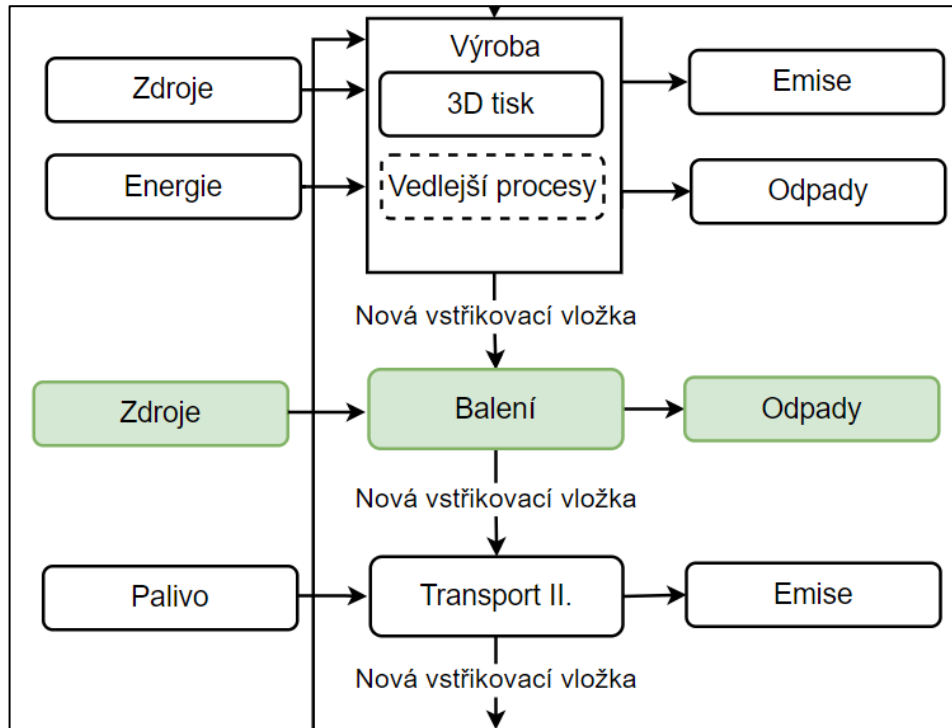 Výroba
Zdroje
3D tisk
Emise
Energie
Vedlejší procesy
Odpady
Nová vstřikovací vložka
Zdroje
Balení
Odpady
Nová vstřikovací vložka
Palivo
Transport II.
Emise
Nová vstřikovací vložka